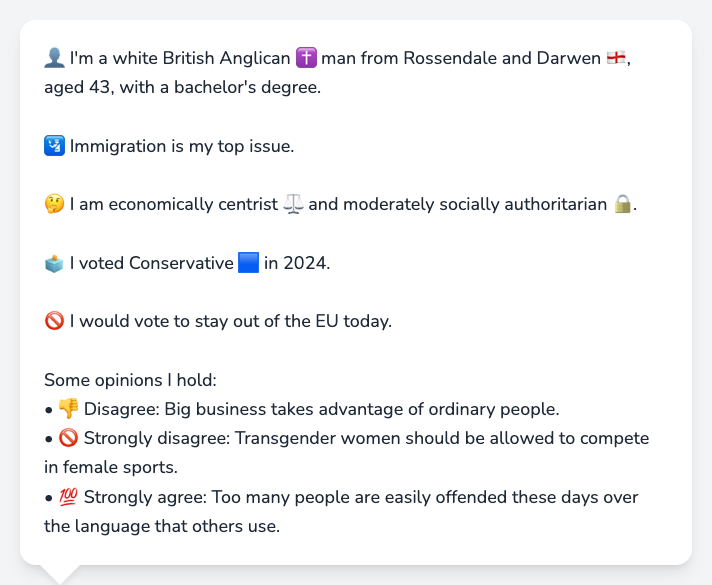 👤 I'm a white British Anglican ✝️ man from Rossendale and Darwen 🏴󠁧󠁢󠁥󠁮󠁧󠁿,
aged 43, with a bachelor's degree.
🛂 Immigration is my top issue.
🤔 I am economically centrist ⚖️ and moderately socially authoritarian 🔒.
🗳️ I voted Conservative 🟦 in 2024.
🚫 I would vote to stay out of the EU today.
Some opinions I hold:
• 👎 Disagree: Big business takes advantage of ordinary people.
• 🚫 Strongly disagree: Transgender women should be allowed to compete
in female sports.
• 💯 Strongly agree: Too many people are easily offended these days over
the language that others use.